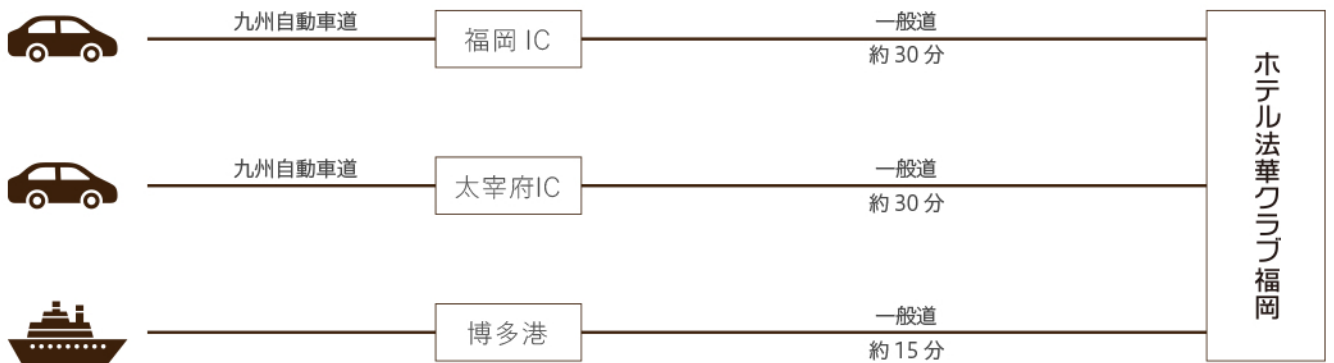 九州自動車道
福岡 IC
一般道
約 30 分
九州自動車道
太宰府IC
一般道
約 30 分
博多港
一般道
約 15 分
ホテル法華クラブ福岡